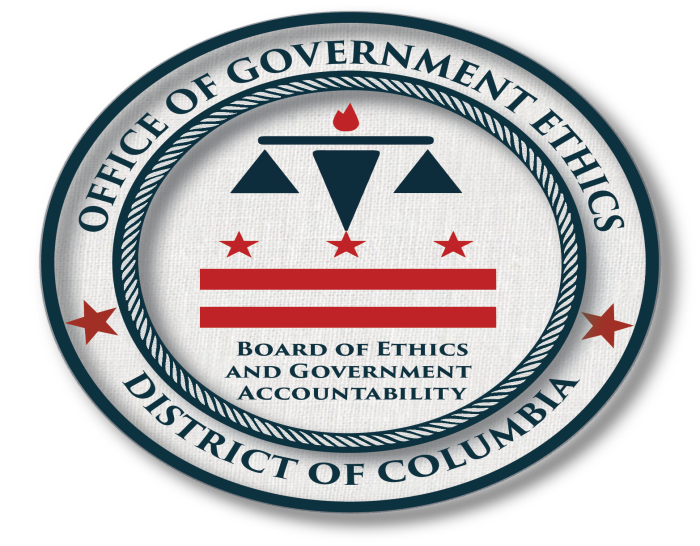 OFFICE OF GOVERNMENT ETHICS
BOARD OF ETHICS
AND GOVERNMENT
ACCOUNTABILITY
DISTRICT OF COLUMBIA